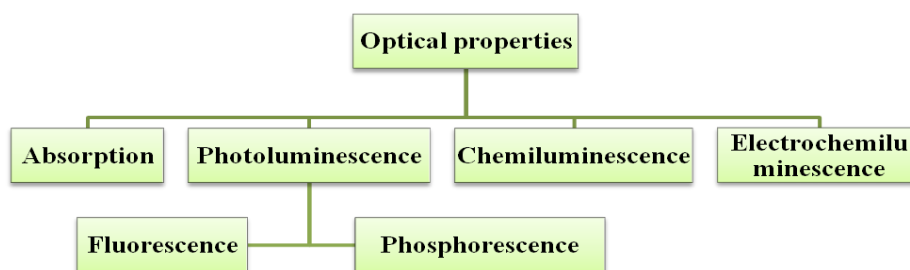 Optical properties
Absorption
Photoluminescence
Chemiluminescence
Electrochemilu
minescence
Fluorescence
Phosphorescence